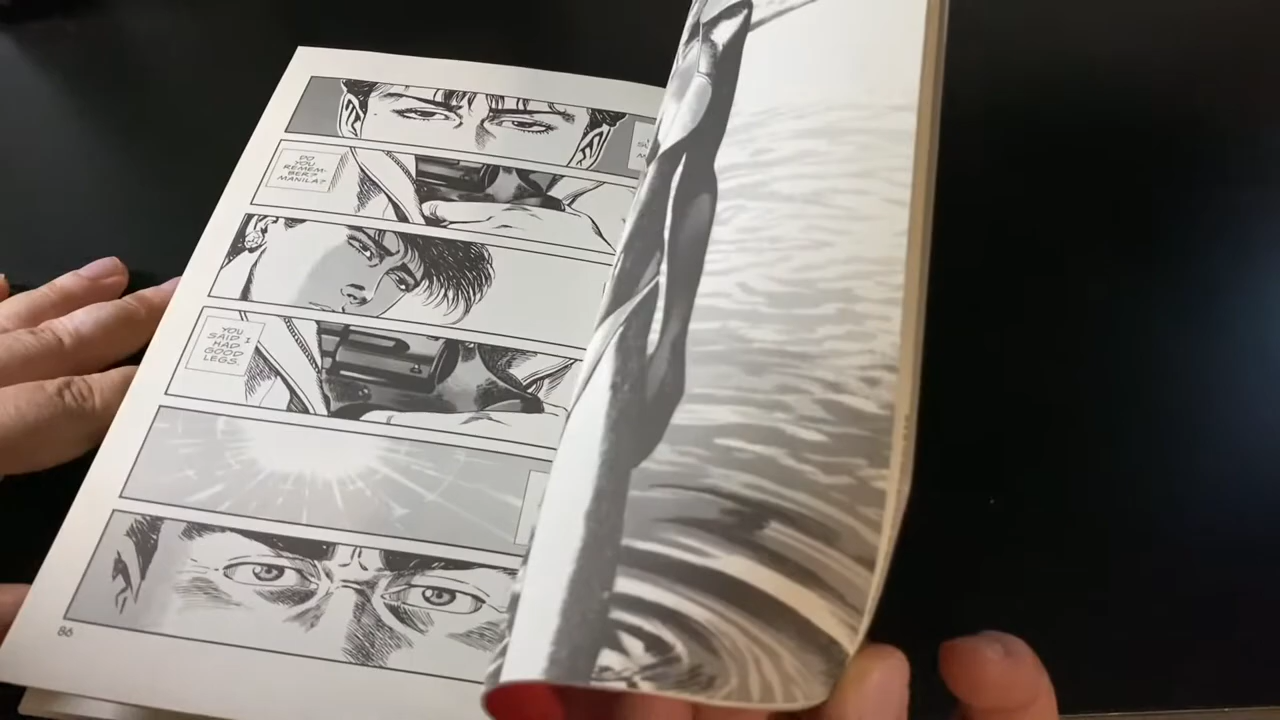 DO
YOU
REMEM-
BER?
MANILA?
YOU
SAID I
HAD
GOOD
LEGS.
86